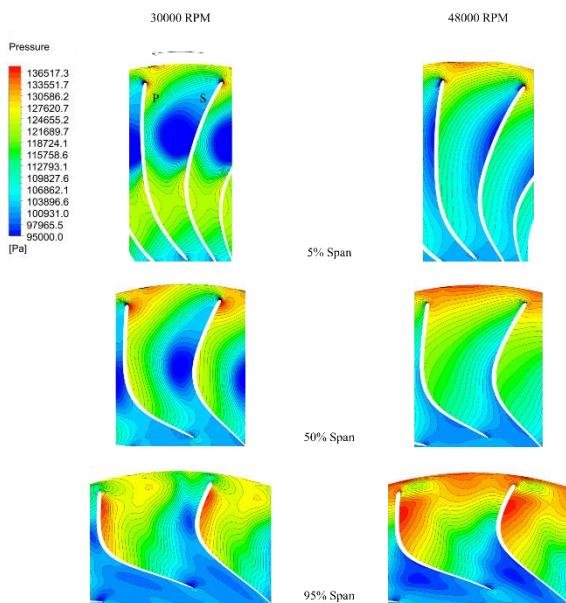 30000 RPM
48000 RPM
Pressure
136517.3
133551.7
130586.2
127620.7
124655.2
121689.7
118724.1
115758.6
112793.1
109827.6
106862.1
103896.6
100931.0
97965.5
95000.0
[Pa]
P
S
5% Span
50% Span
95% Span